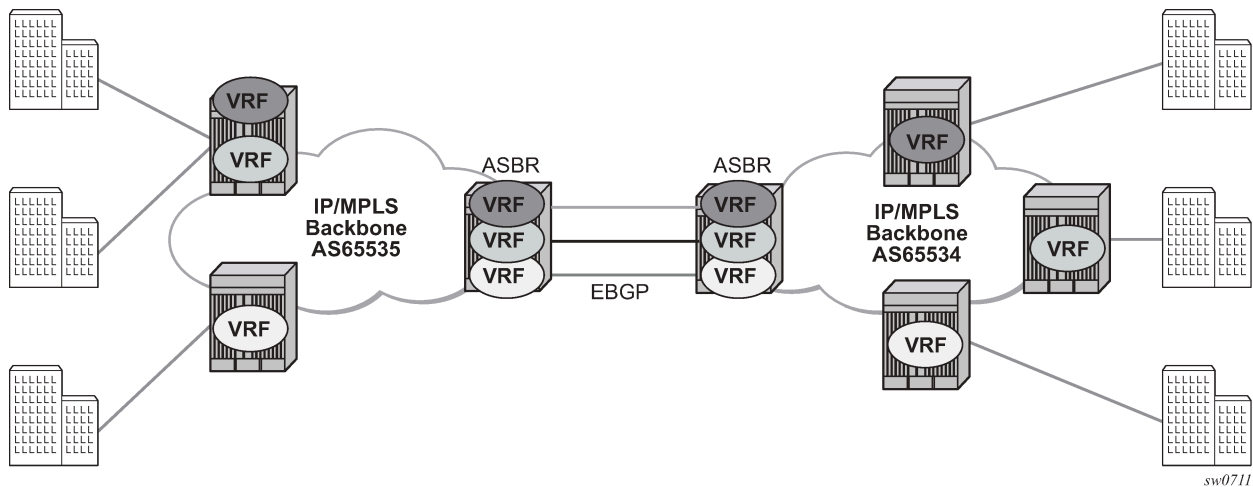 VRF
VRF
VRF
ASBR
VRF
VRF
VRF
IP/MPLS
Backbone
AS65535
EBGP
ASBR
VRF
VRF
VRF
IP/MPLS
Backbone
AS65534
VRF
VRF
VRF
sw0711